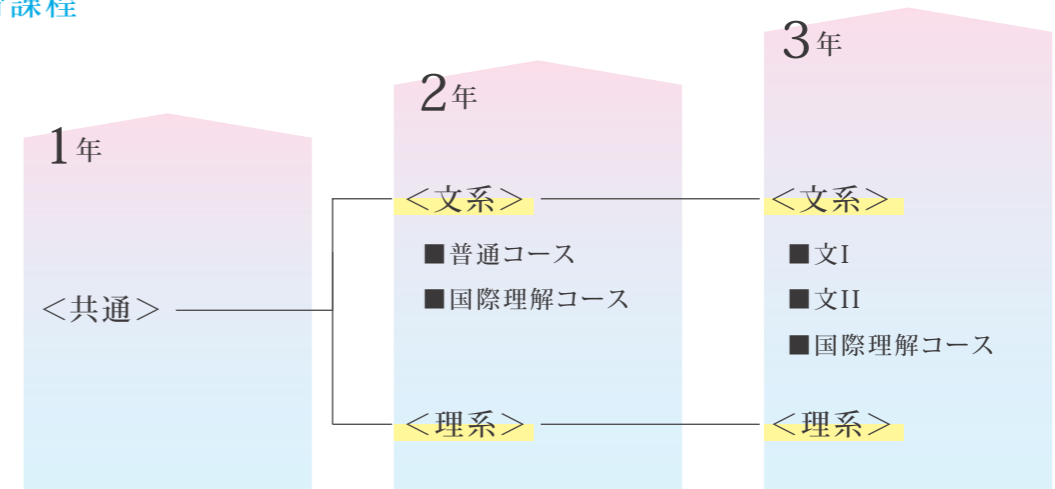 課程
1年
<共通>
2年
<文系>
■普通コース
■国際理解コース
<理系>
3年
<文系>
■文I
■文II
■国際理解コース
<理系>